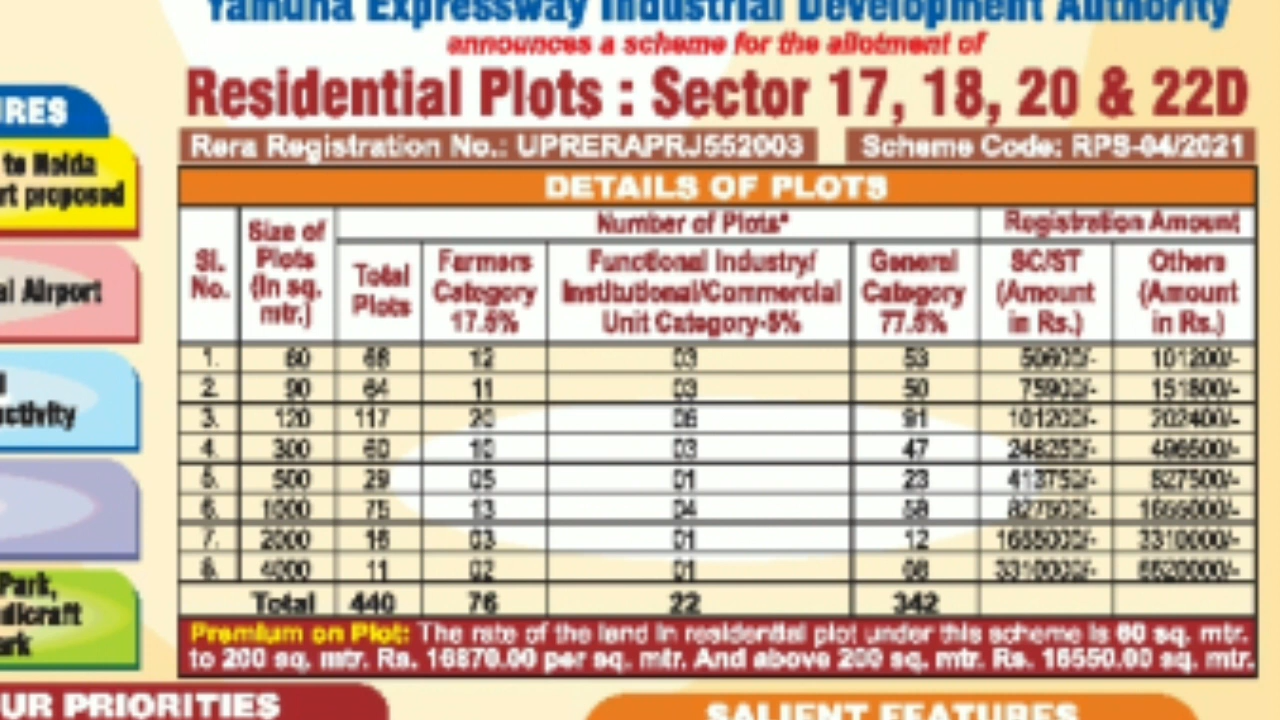 Yamuna Expressway Industrial Development Authority
announces a scheme for the allotment of
Residential Plots : Sector 17, 18, 20 & 22D
Rera Registration No.: UPRERAPRJ552003 Scheme Code: RPS-04/2021
DETAILS OF PLOTS
Sl. No. Size of Plots (In sq. mtr.) Number of Plots* Registration Amount
Total Plots Farmers Category 17.5% Functional Industry/ Institutional/Commercial Unit Category-5% General Category 77.5% SC/ST (Amount in Rs.) Others (Amount in Rs.)
1. 60 68 12 03 53 50600/- 101200/-
2. 90 64 11 03 50 75900/- 151800/-
3. 120 117 20 06 91 101200/- 202400/-
4. 300 60 10 03 47 248250/- 496500/-
5. 500 29 05 01 23 413750/- 827500/-
6. 1000 75 13 04 58 827500/- 1655000/-
7. 2000 16 03 01 12 1655000/- 3310000/-
8. 4000 11 02 01 08 3310000/- 6620000/-
Total 440 76 22 342
Premium on Plot: The rate of the land in residential plot under this scheme is 60 sq. mtr.
to 200 sq. mtr. Rs. 16870.00 per sq. mtr. And above 200 sq. mtr. Rs. 16550.00 sq. mtr.
URES
to Noida
rt proposed
al Airport
ctivity
Park,
dicraft
ark
UR PRIORITIES
SALIENT FEATURES